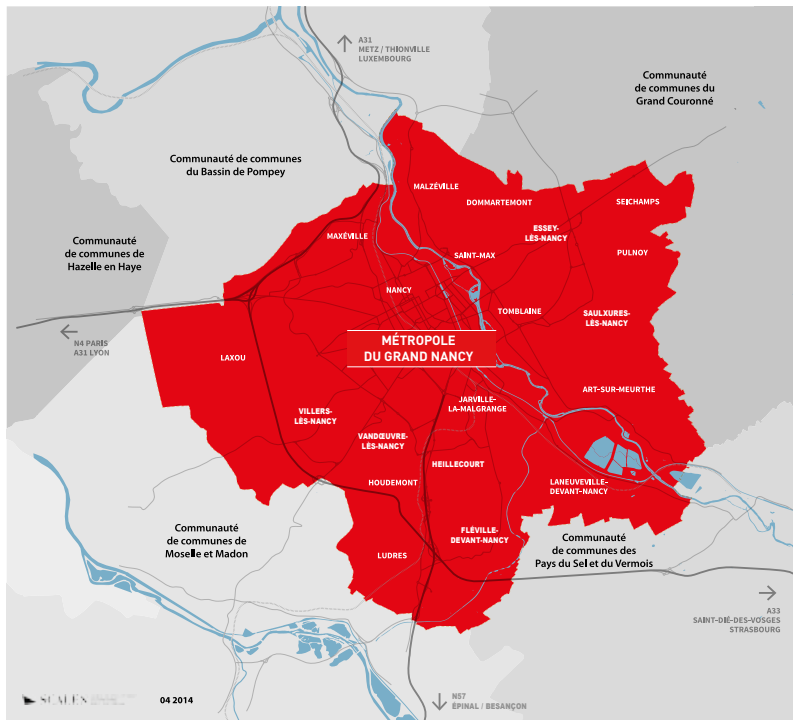 A31
METZ / THIONVILLE
LUXEMBOURG
Communauté
de communes du
Grand Couronné
Communauté de communes
du Bassin de Pompey
MALZÉVILLE
DOMMARTEMONT
SEICHAMPS
MAXÉVILLE
ESSEY-
LÈS-NANCY
Communauté
de communes de
Hazelle en Haye
SAINT-MAX
PULNOY
NANCY
TOMBLAINE
SAULXURES-
LÈS-NANCY
N4 PARIS
A31 LYON
MÉTROPOLE
DU GRAND NANCY
LAXOU
ART-SUR-MEURTHE
JARVILLE-
LA-MALGRANGE
VILLERS-
LÈS-NANCY
VANDŒUVRE-
LÈS-NANCY
HEILLECOURT
HOUDEMONT
LANEUVEVILLE-
DEVANT-NANCY
Communauté
de communes de
Moselle et Madon
FLÉVILLE-
DEVANT-NANCY
Communauté
de communes des
Pays du Sel et du Vermois
LUDRES
A33
SAINT-DIÉ-DES-VOSGES
STRASBOURG
SCALEN
04 2014
N57
ÉPINAL / BESANÇON